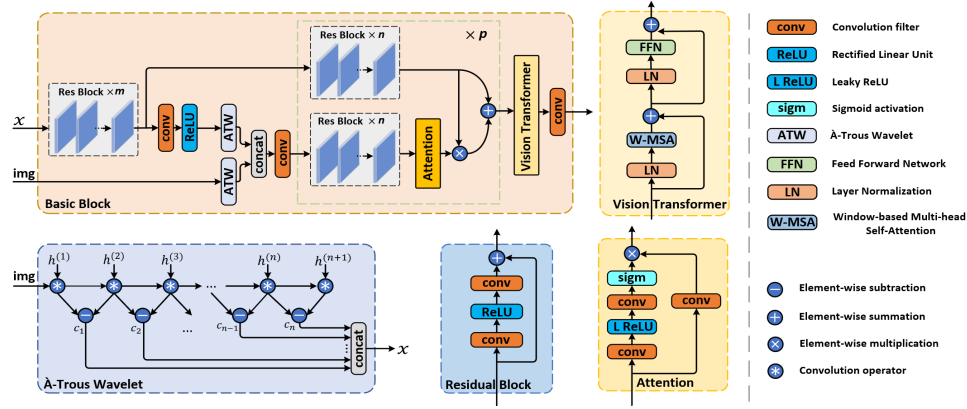 Res Block ×n
× p
Res Block ×m
x
conv
ReLU
ATW
concat
conv
Res Block ×n
Attention
Vision Transformer
conv
img
ATW
Basic Block
FFN
LN
W-MSA
LN
Vision Transformer
conv Convolution filter
ReLU Rectified Linear Unit
L ReLU Leaky ReLU
sigm Sigmoid activation
ATW À-Trous Wavelet
FFN Feed Forward Network
LN Layer Normalization
W-MSA Window-based Multi-head
Self-Attention
h(1) h(2) h(3) h(n) h(n+1)
img
...
c1 c2 ... cn−1 cn
concat
x
À-Trous Wavelet
conv
ReLU
conv
Residual Block
sigm
conv conv
L ReLU
conv
Attention
Element-wise subtraction
Element-wise summation
Element-wise multiplication
Convolution operator